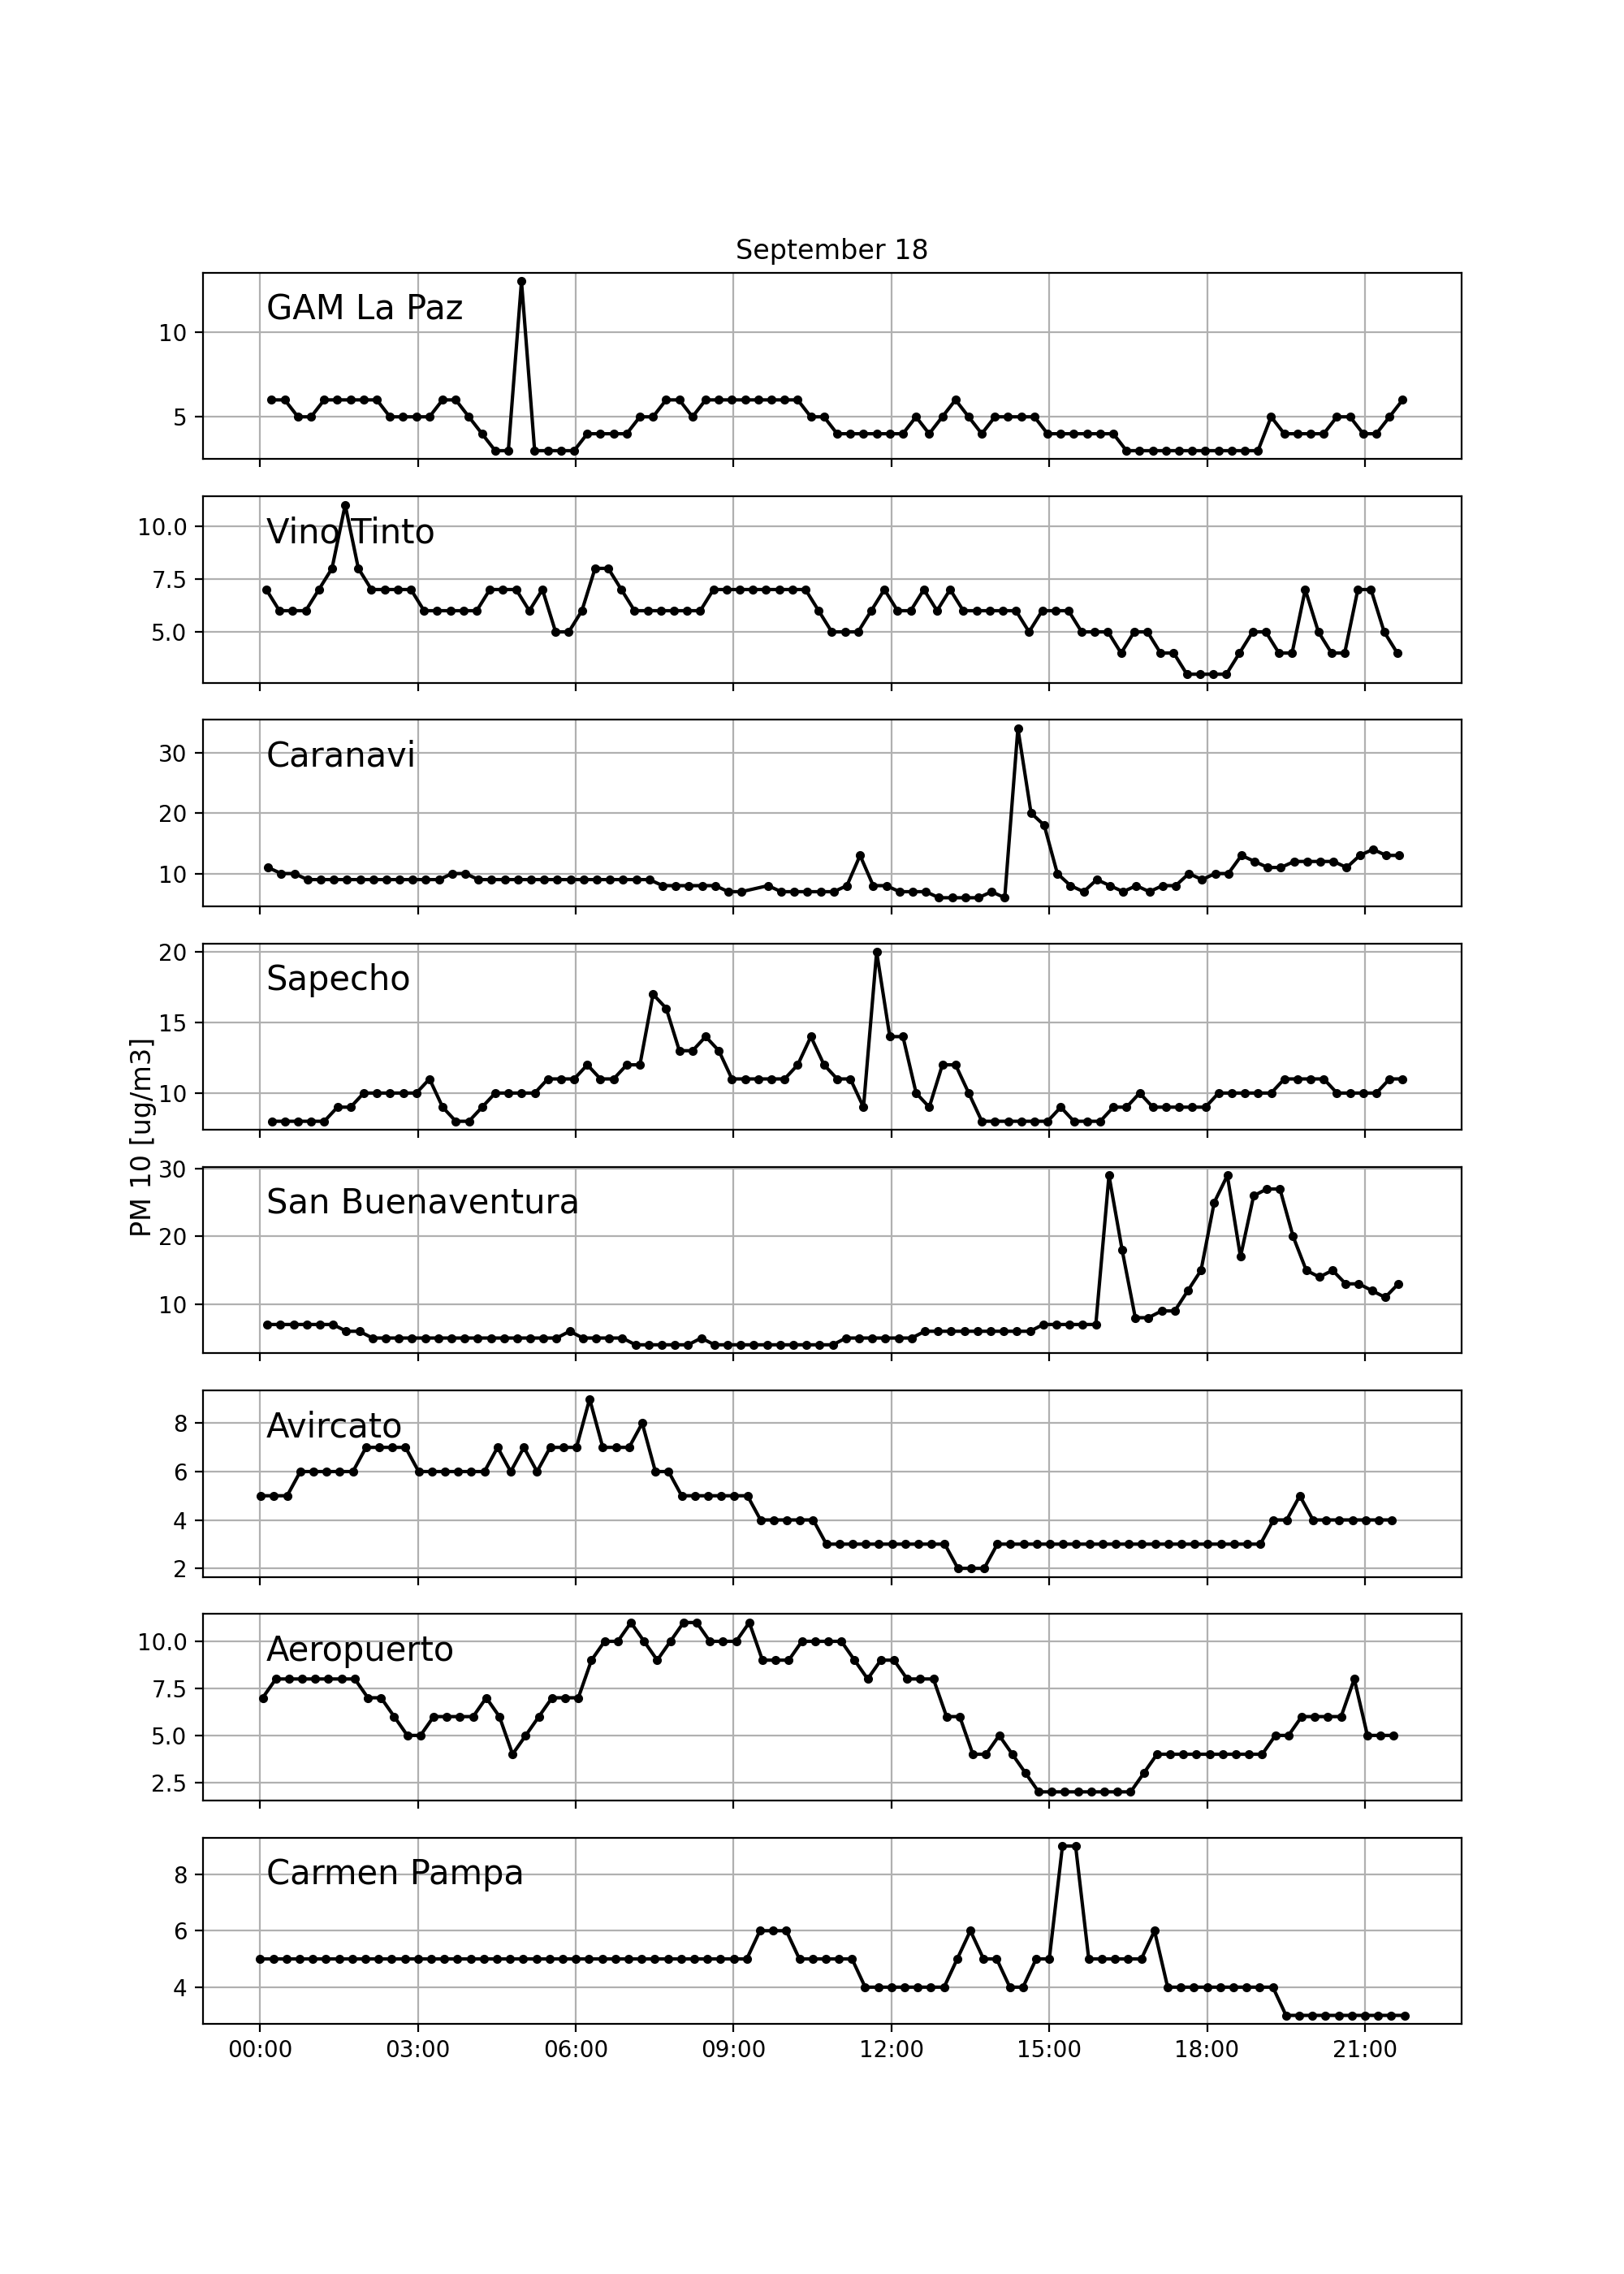 September 18
GAM La Paz
10
5
Vino Tinto
10.0
7.5
5.0
Caranavi
30
20
10
Sapecho
20
15
10
PM 10 [ug/m3]
San Buenaventura
30
20
10
Avircato
8
6
4
2
Aeropuerto
10.0
7.5
5.0
2.5
Carmen Pampa
8
6
4
00:00 03:00 06:00 09:00 12:00 15:00 18:00 21:00